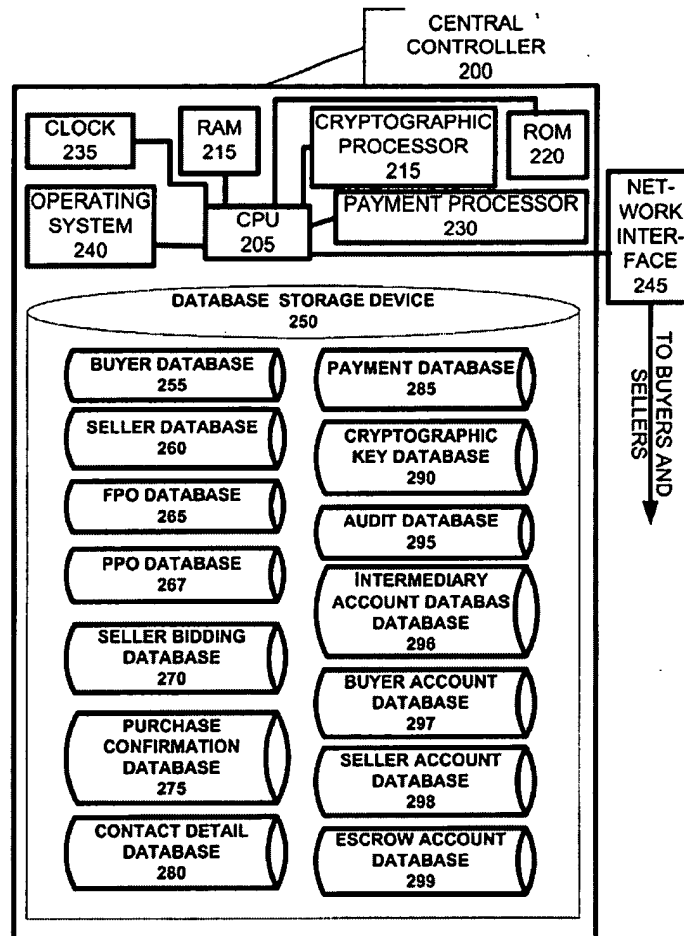 CENTRAL
CONTROLLER
200
CLOCK
235
RAM
215
CRYPTOGRAPHIC
PROCESSOR
215
ROM
220
OPERATING
SYSTEM
240
CPU
205
PAYMENT PROCESSOR
230
NET-
WORK
INTER-
FACE
245
TO BUYERS AND
SELLERS
DATABASE STORAGE DEVICE
250
BUYER DATABASE
255
SELLER DATABASE
260
FPO DATABASE
265
PPO DATABASE
267
SELLER BIDDING
DATABASE
270
PURCHASE
CONFIRMATION
DATABASE
275
CONTACT DETAIL
DATABASE
280
PAYMENT DATABASE
285
CRYPTOGRAPHIC
KEY DATABASE
290
AUDIT DATABASE
295
INTERMEDIARY
ACCOUNT DATABAS
DATABASE
296
BUYER ACCOUNT
DATABASE
297
SELLER ACCOUNT
DATABASE
298
ESCROW ACCOUNT
DATABASE
299